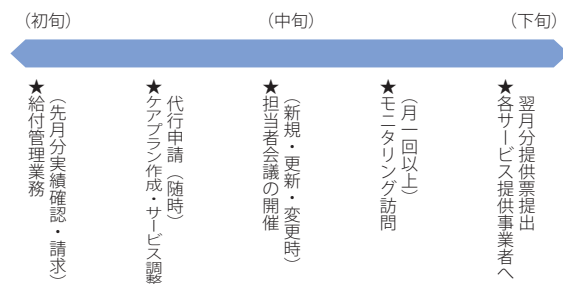 （初旬）
（中旬）
（下旬）
★給付管理業務
（先月分実績確認・請求）
★ケアプラン作成・サービス調整
代行申請（随時）
★担当者会議の開催
（新規・更新・変更時）
★モニタリング訪問
（月一回以上）
★各サービス提供事業者へ
翌月分提供票提出